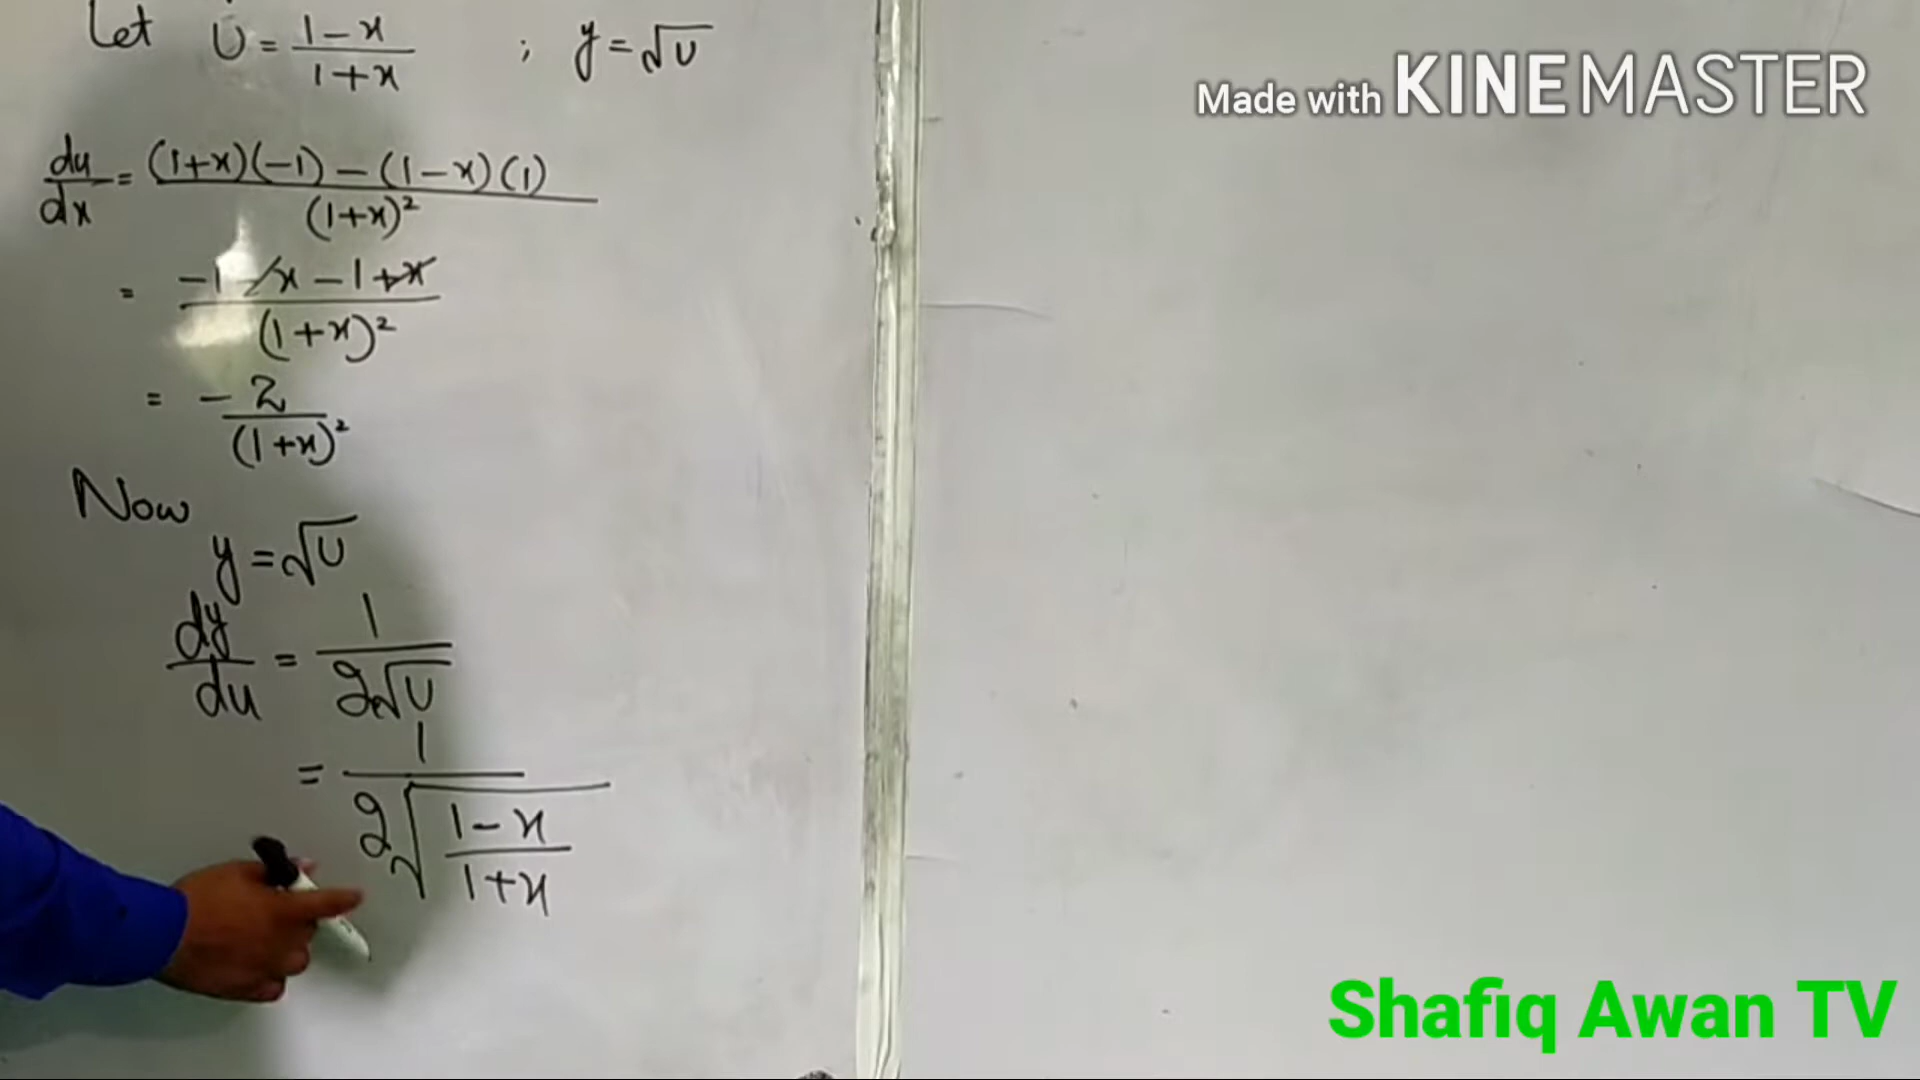 Let U = (1-x)/(1+x) ; y = √U
du/dx = ((1+x)(-1) - (1-x)(1))/(1+x)²
= (-1-x-1+x)/(1+x)²
= -2/(1+x)²
Now
y = √U
dy/du = 1/(2√U)
= 1/(2√((1-x)/(1+x)))
Made with KINEMASTER
Shafiq Awan TV